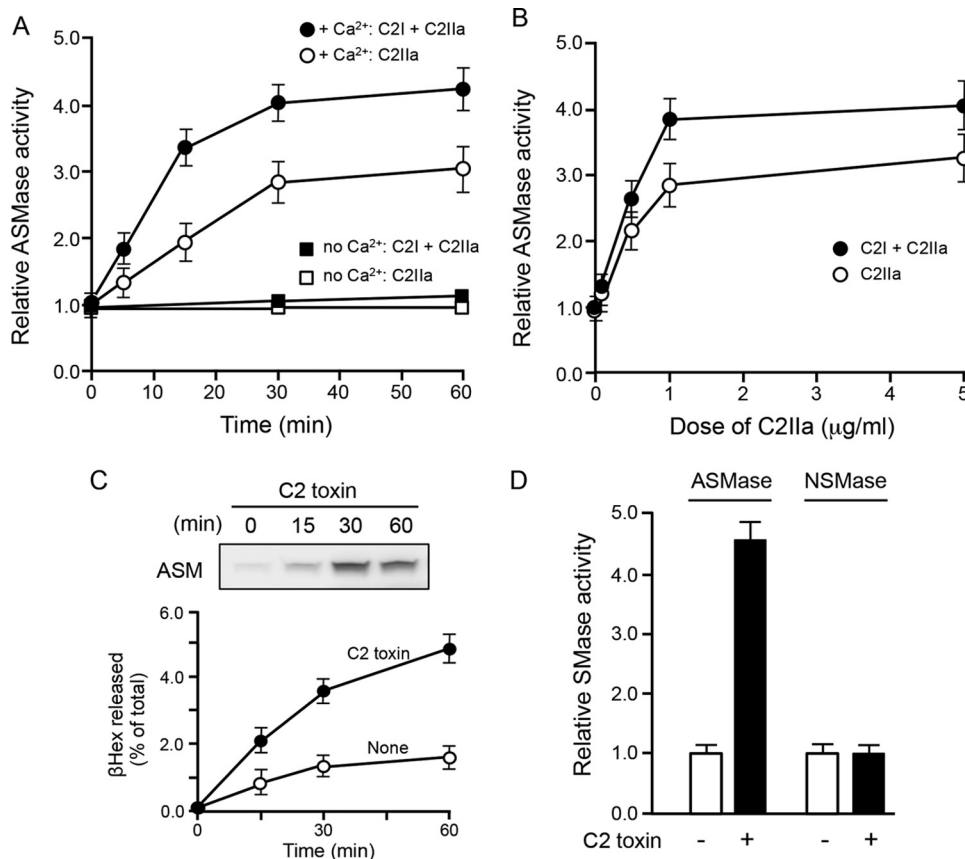 A
5.0
4.0
3.0
2.0
1.0
0.0
Relative ASMase activity
+ Ca²⁺: C2I + C2IIa
+ Ca²⁺: C2IIa
no Ca²⁺: C2I + C2IIa
no Ca²⁺: C2IIa
0 10 20 30 40 50 60
Time (min)
B
5.0
4.0
3.0
2.0
1.0
0.0
Relative ASMase activity
C2I + C2IIa
C2IIa
0 1 2 3 4 5
Dose of C2IIa (μg/ml)
C
C2 toxin
(min) 0 15 30 60
ASM
6.0
4.0
2.0
0.0
βHex released
(% of total)
C2 toxin
None
0 30 60
Time (min)
D
ASMase NSMase
5.0
4.0
3.0
2.0
1.0
0.0
Relative SMase activity
C2 toxin - + - +